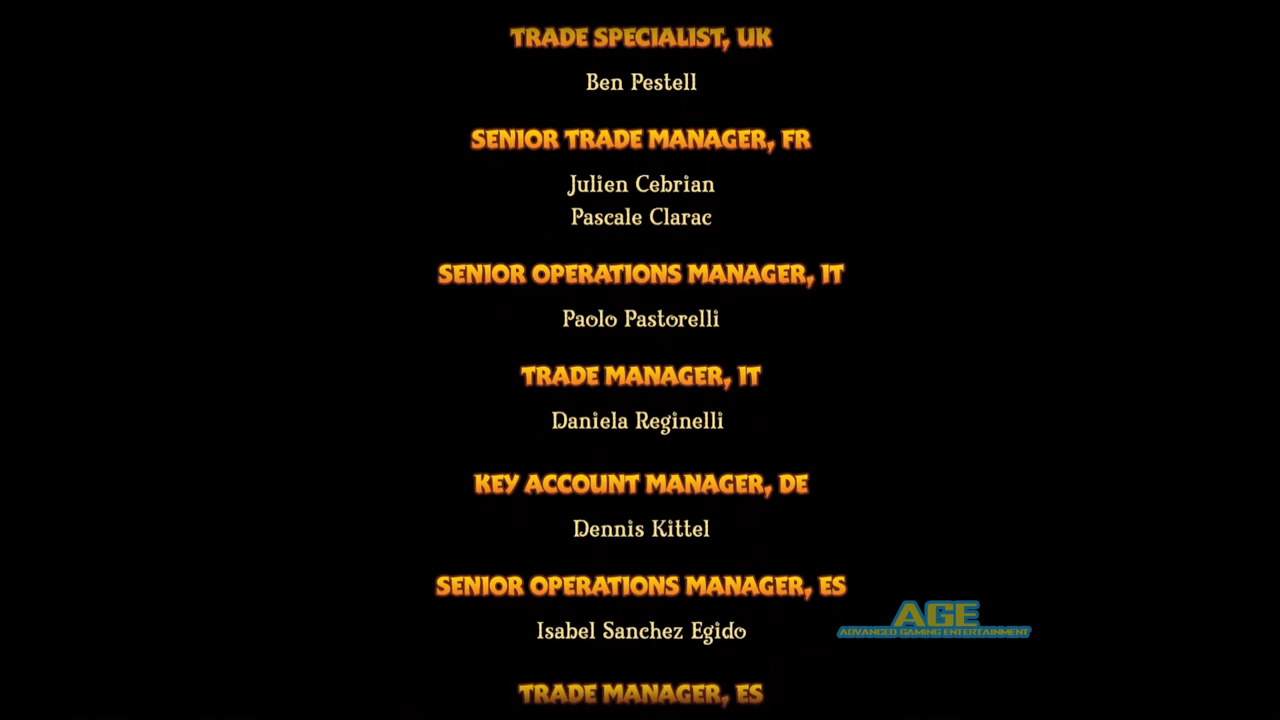 TRADE SPECIALIST, UK
Ben Pestell
SENIOR TRADE MANAGER, FR
Julien Cebrian
Pascale Clarac
SENIOR OPERATIONS MANAGER, IT
Paolo Pastorelli
TRADE MANAGER, IT
Daniela Reginelli
KEY ACCOUNT MANAGER, DE
Dennis Kittel
SENIOR OPERATIONS MANAGER, ES
Isabel Sanchez Egido
AGE
ADVANCED GAMING ENTERTAINMENT
TRADE MANAGER, ES